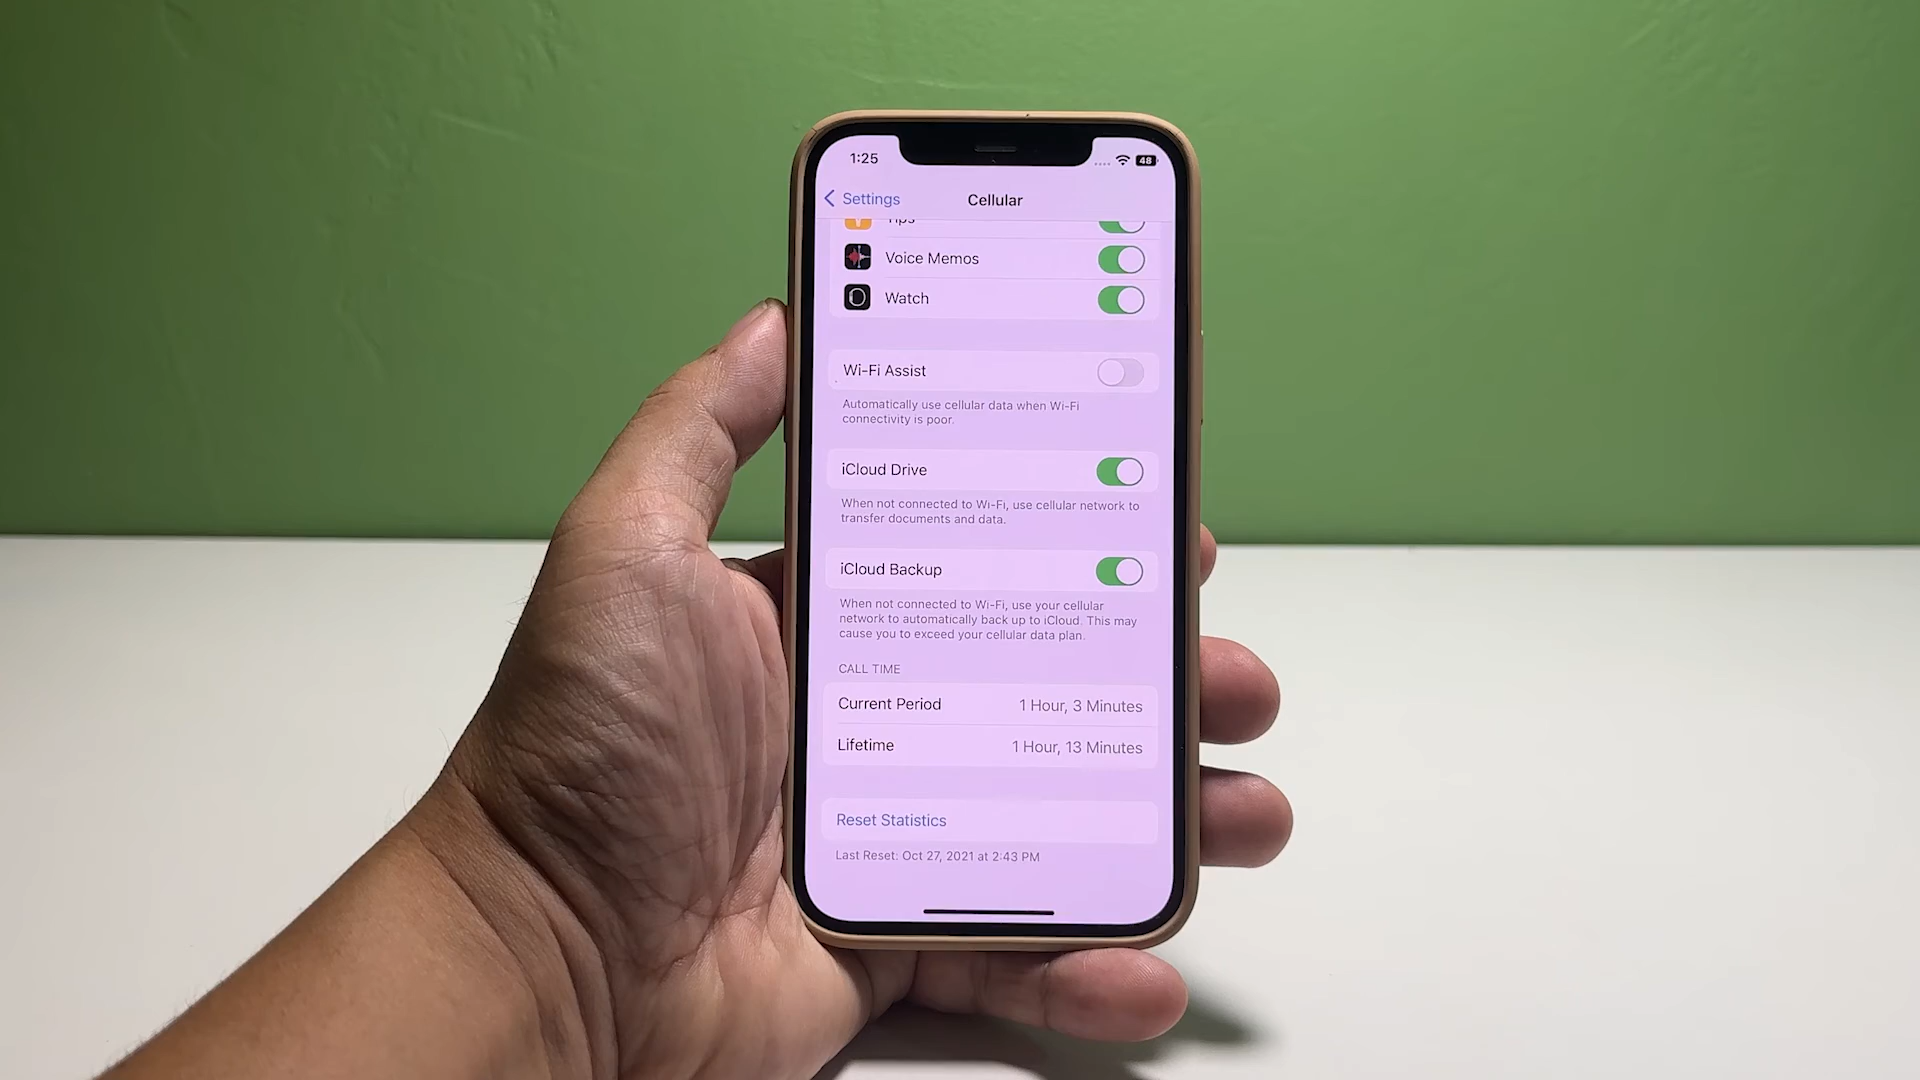 1:25
48
Settings
Cellular
Tips
Voice Memos
Watch
Wi-Fi Assist
Automatically use cellular data when Wi-Fi
connectivity is poor.
iCloud Drive
When not connected to Wi-Fi, use cellular network to
transfer documents and data.
iCloud Backup
When not connected to Wi-Fi, use your cellular
network to automatically back up to iCloud. This may
cause you to exceed your cellular data plan.
CALL TIME
Current Period 1 Hour, 3 Minutes
Lifetime 1 Hour, 13 Minutes
Reset Statistics
Last Reset: Oct 27, 2021 at 2:43 PM